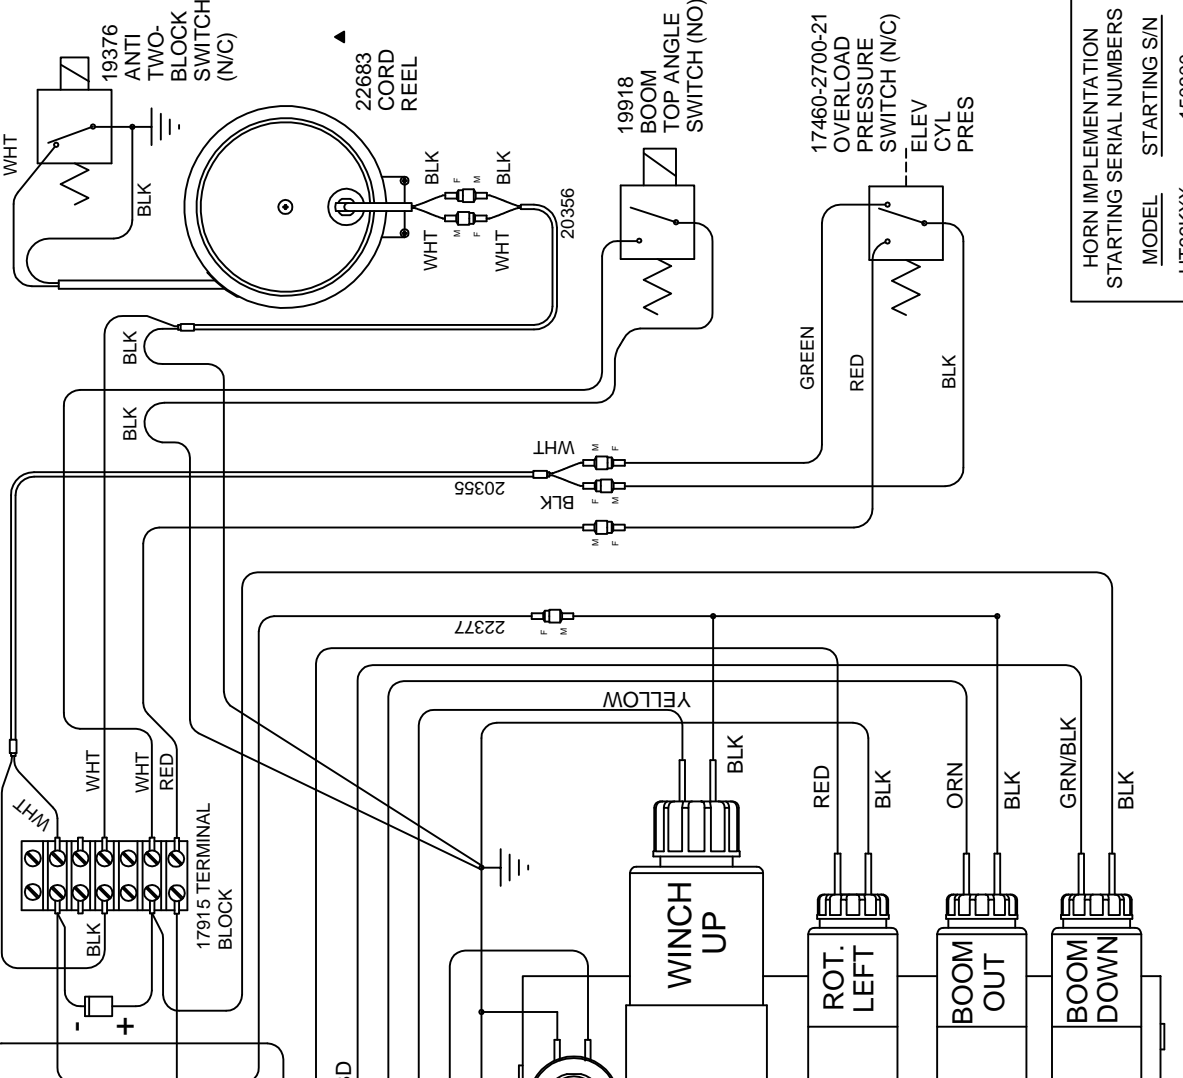 19376
ANTI
TWO-
BLOCK
SWITCH
(N/C)
WHT
BLK
22683
CORD
REEL
BLK
F
M
BLK
WHT
M
F
WHT
20356
19918
BOOM
TOP ANGLE
SWITCH (NO)
17460-2700-21
OVERLOAD
PRESSURE
SWITCH (N/C)
ELEV
CYL
PRES
HORN IMPLEMENTATION
STARTING SERIAL NUMBERS
MODEL STARTING S/N
BLK
BLK
GREEN
RED
BLK
WHT
M
F
20355
BLK
F
M
M
F
22377
F
M
YELLOW
WHT
WHT
WHT
RED
17915 TERMINAL
BLOCK
BLK
-
+
BLK
RED
BLK
ORN
BLK
GRN/BLK
BLK
WINCH
UP
ROT.
LEFT
BOOM
OUT
BOOM
DOWN